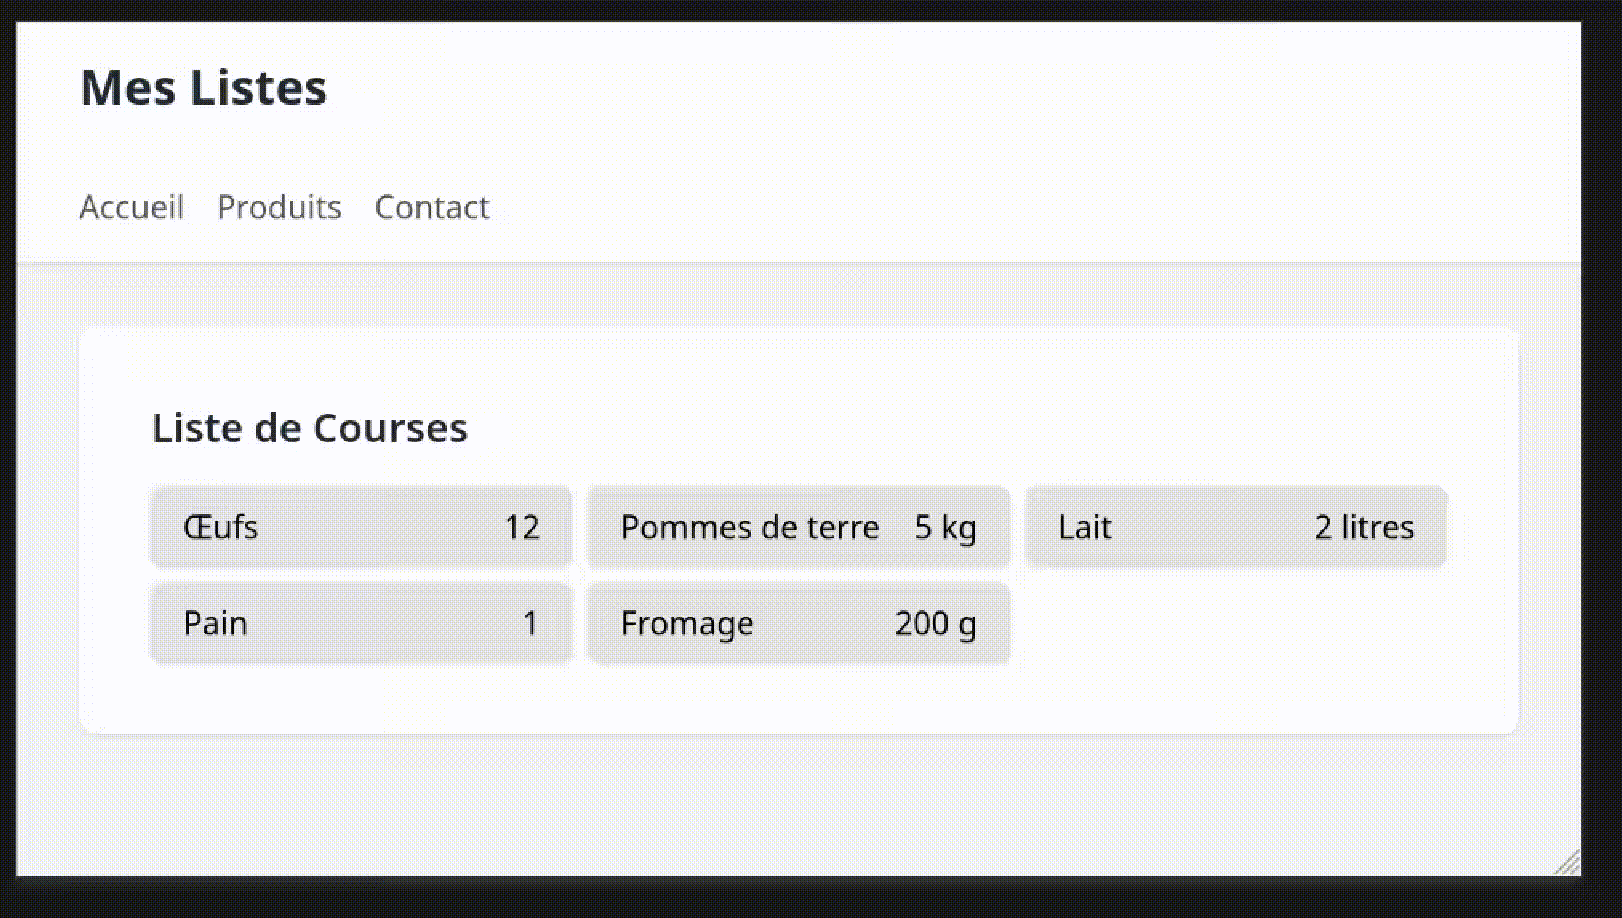 Mes Listes
Accueil Produits Contact
Liste de Courses
Œufs 12 Pommes de terre 5 kg Lait 2 litres
Pain 1 Fromage 200 g